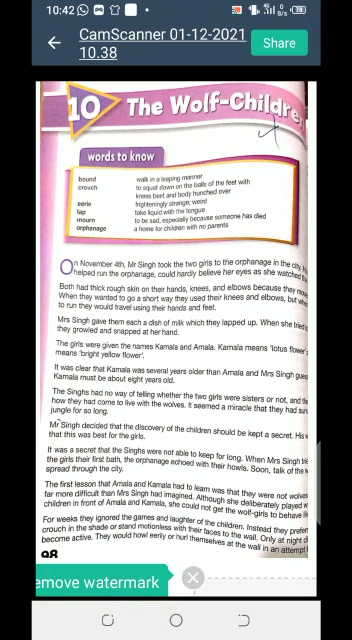 10:42
78
CamScanner 01-12-2021
10.38
Share
10 The Wolf-Childre
words to know
bound walk in a leaping manner
crouch to squat down on the balls of the feet with
knees bent and body hunched over
eerie frighteningly strange; weird
lap take liquid with the tongue
mourn to be sad, especially because someone has died
orphanage a home for children with no parents
On November 4th, Mr Singh took the two girls to the orphanage in the city.
helped run the orphanage, could hardly believe her eyes as she watched
Both had thick rough skin on their hands, knees, and elbows because they
When they wanted to go a short way they used their knees and elbows, but
to run they would travel using their hands and feet.
Mrs Singh gave them each a dish of milk which they lapped up. When she tried
they growled and snapped at her hand.
The girls were given the names Kamala and Amala. Kamala means 'lotus flower'
means 'bright yellow flower'.
It was clear that Kamala was several years older than Amala and Mrs Singh
Kamala must be about eight years old.
The Singhs had no way of telling whether the two girls were sisters or not, and
how they had come to live with the wolves. It seemed a miracle that they had
jungle for so long.
Mr Singh decided that the discovery of the children should be kept a secret. His
that this was best for the girls.
It was a secret that the Singhs were not able to keep for long. When Mrs Singh
the girls their first bath, the orphanage echoed with their howls. Soon, talk of the
spread through the city.
The first lesson that Amala and Kamala had to learn was that they were not wolves
far more difficult than Mrs Singh had imagined. Although she deliberately played
children in front of Amala and Kamala, she could not get the wolf-girls to behave
For weeks they ignored the games and laughter of the children. Instead they
crouch in the shade or stand motionless with their faces to the wall. Only at night
become active. They would howl eerily or hurl themselves at the wall in an attempt
98
emove watermark